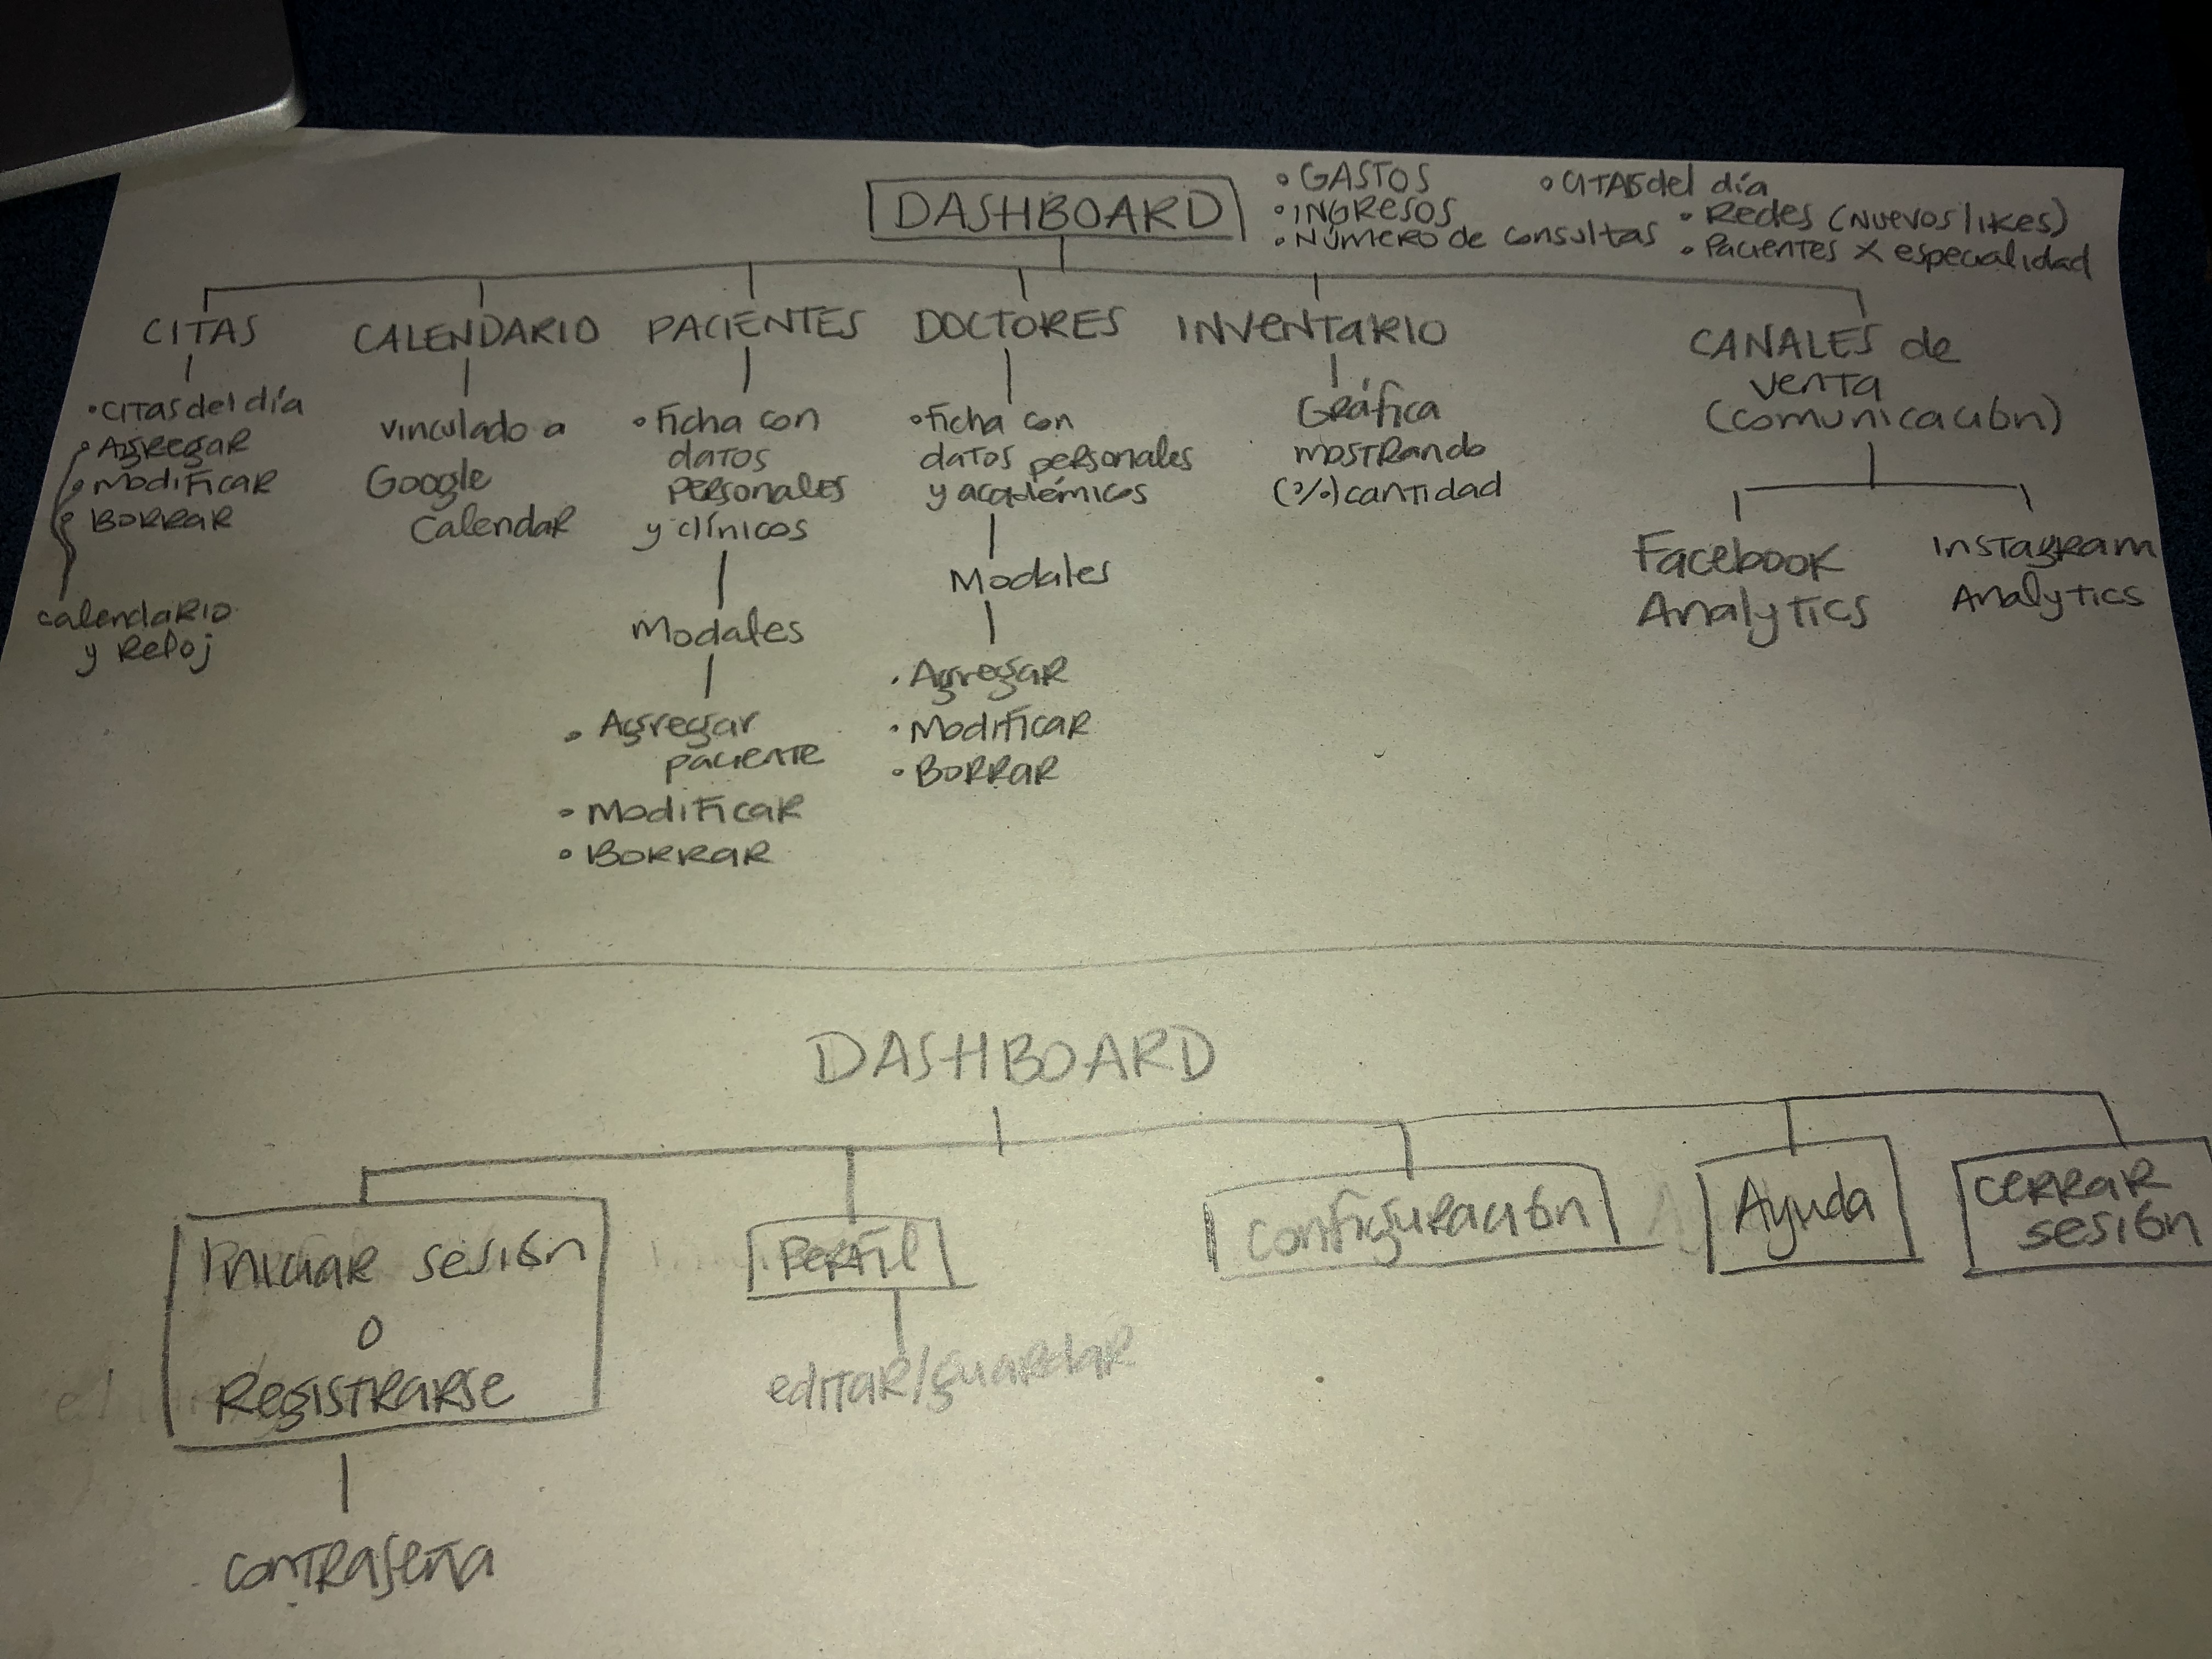 DASHBOARD
• GASTOS
• INGRESOS
• NÚMERO de consultas
• CITAS del día
• Redes (Nuevos likes)
• Pacientes x especialidad
CITAS
• CITAS del día
• Agregar
• Modificar
• BORRAR
calendario
y Reloj
CALENDARIO
vinculado a
Google
Calendar
PACIENTES
• Ficha con
datos
personales
y clínicos
Modales
• Agregar
paciente
• Modificar
• BORRAR
DOCTORES
• Ficha con
datos personales
y académicos
Modales
• Agregar
• Modificar
• BORRAR
INVENTARIO
Gráfica
mostrando
(%) cantidad
CANALES de
venta
(comunicación)
Facebook
Analytics
Instagram
Analytics
DASHBOARD
Iniciar sesión
o
Registrarse
contraseña
Perfil
editar/guardar
Configuración
Ayuda
cerrar
sesión